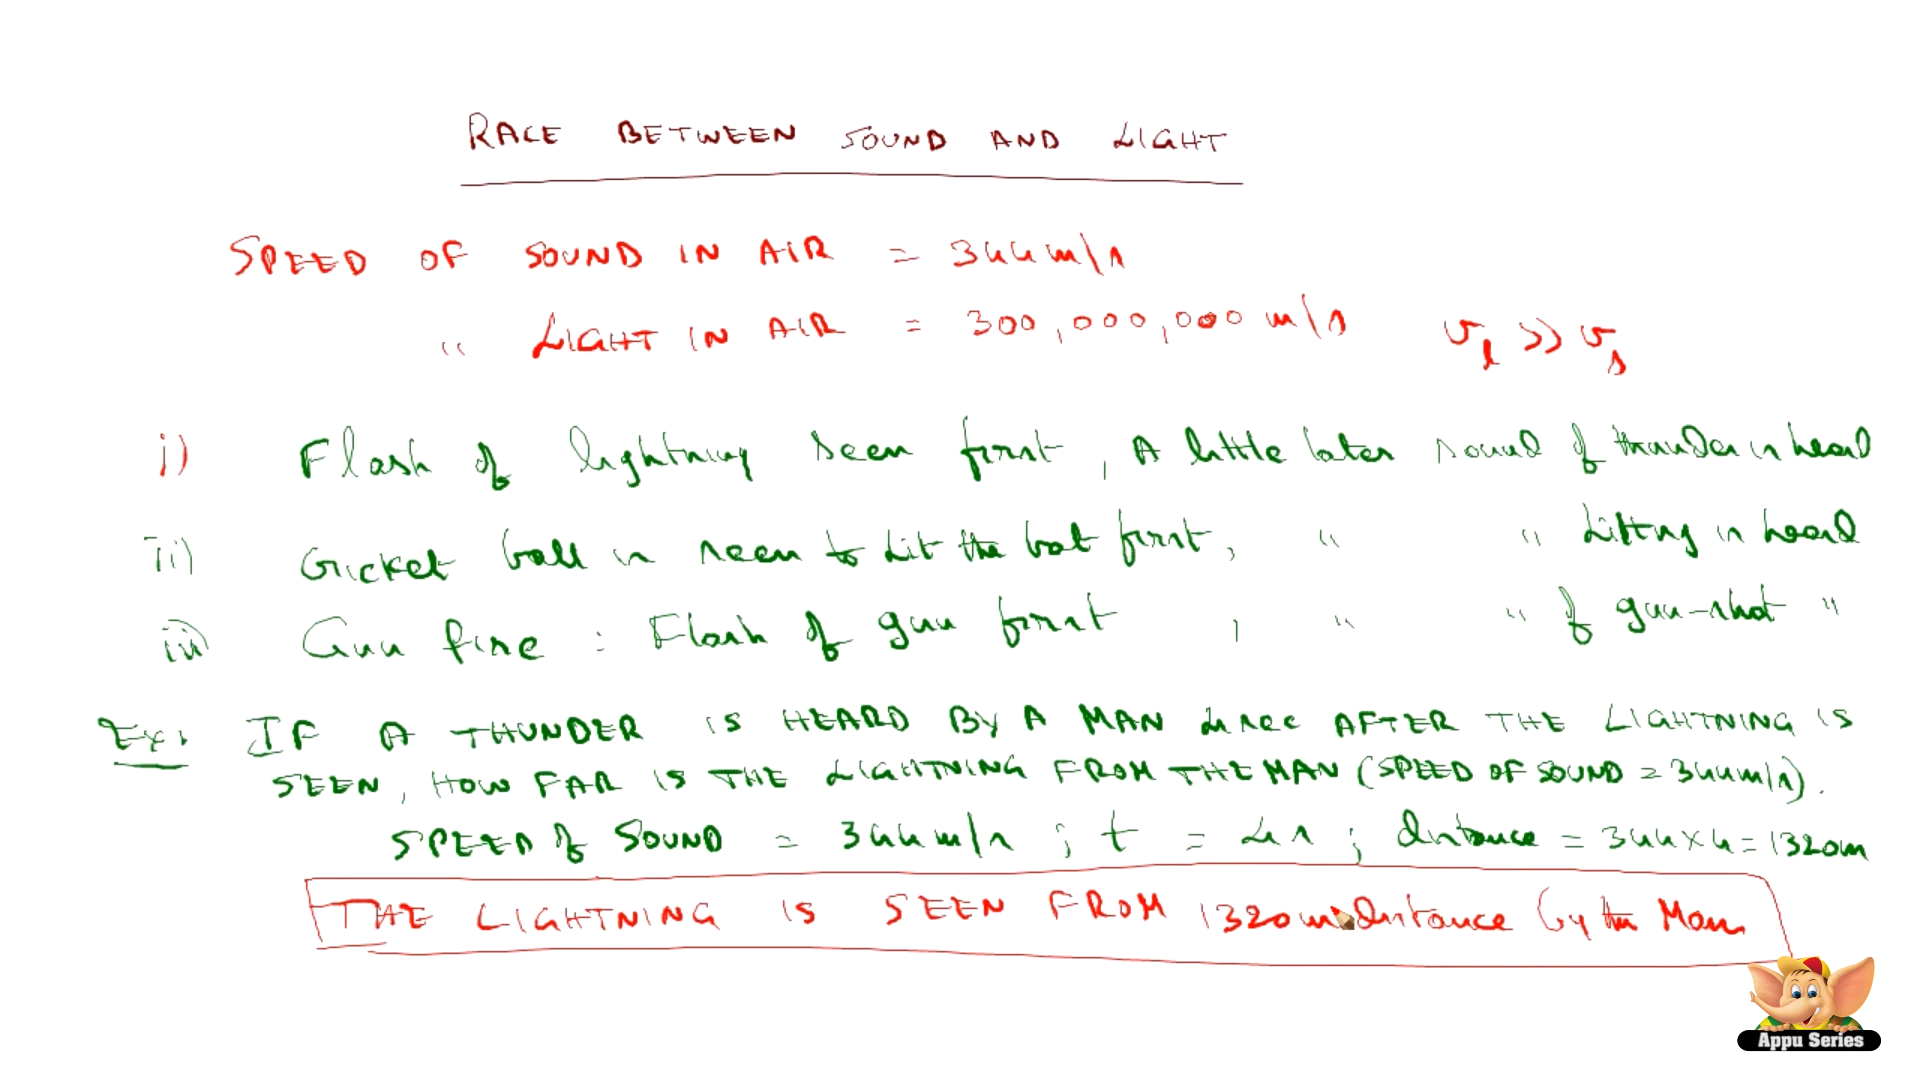 RACE BETWEEN SOUND AND LIGHT
SPEED OF SOUND IN AIR = 344 m/s
" LIGHT IN AIR = 300,000,000 m/s v_l >> v_s
i) Flash of lightning seen first, A little later sound of thunder is heard
ii) Cricket ball is seen to hit the bat first, " " hitting is heard
iii) Gun fire : Flash of gun first , " " of gun-shot "
Ex: IF A THUNDER IS HEARD BY A MAN 4 sec AFTER THE LIGHTNING IS
SEEN, HOW FAR IS THE LIGHTNING FROM THE MAN (SPEED OF SOUND = 344 m/s).
SPEED of SOUND = 344 m/s ; t = 4 s ; distance = 344 x 4 = 1320m
THE LIGHTNING IS SEEN FROM 1320 m distance by the Man
Appu Series